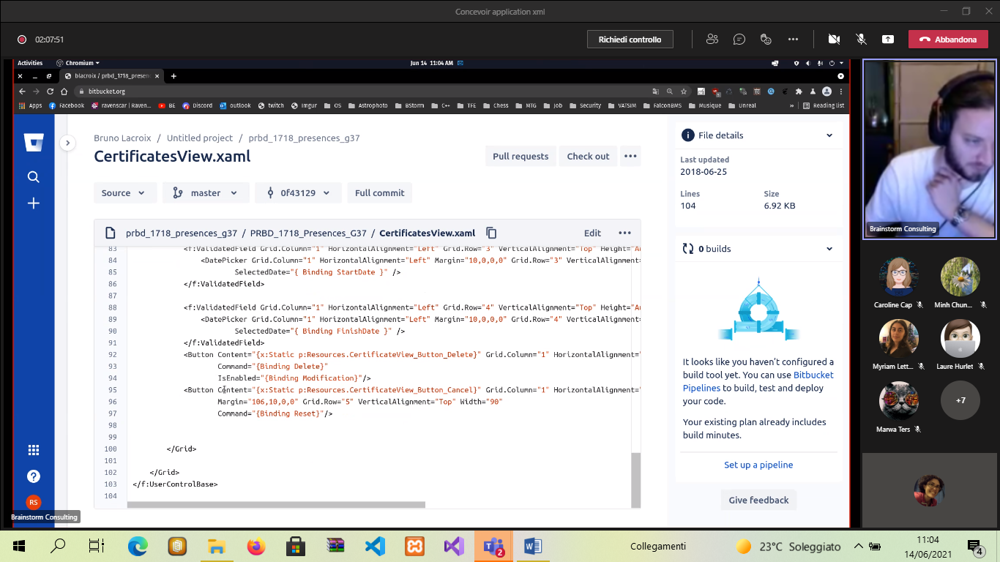 Concevoir application xml
02:07:51
Richiedi controllo
Abbandona
Activities
Chromium
Jun 14 11:04 AM
blacroix / prbd_1718_presen
bitbucket.org
Apps
Facebook
ravenscar | Raven...
BE
Discord
outlook
twitch
imgur
OS
Astrophoto
BStorm
C++
TFE
Chess
MTG
Job
Security
VATSIM
FalconBMS
Musique
Unreal
»
Reading list
Bruno Lacroix / Untitled project / prbd_1718_presences_g37
CertificatesView.xaml
Pull requests
Check out
Source
master
0f43129
Full commit
prbd_1718_presences_g37 / PRBD_1718_Presences_G37 / CertificatesView.xaml
Edit
83 <f:ValidatedField Grid.Column="1" HorizontalAlignment="Left" Grid.Row="3" VerticalAlignment="Top" Height="Au
84 <DatePicker Grid.Column="1" HorizontalAlignment="Left" Margin="10,0,0,0" Grid.Row="3" VerticalAlignment=
85 SelectedDate="{ Binding StartDate }" />
86 </f:ValidatedField>
87
88 <f:ValidatedField Grid.Column="1" HorizontalAlignment="Left" Grid.Row="4" VerticalAlignment="Top" Height="Au
89 <DatePicker Grid.Column="1" HorizontalAlignment="Left" Margin="10,0,0,0" Grid.Row="4" VerticalAlignment=
90 SelectedDate="{ Binding FinishDate }" />
91 </f:ValidatedField>
92 <Button Content="{x:Static p:Resources.CertificateView_Button_Delete}" Grid.Column="1" HorizontalAlignment="
93 Command="{Binding Delete}"
94 IsEnabled="{Binding Modification}"/>
95 <Button Content="{x:Static p:Resources.CertificateView_Button_Cancel}" Grid.Column="1" HorizontalAlignment="
96 Margin="106,10,0,0" Grid.Row="5" VerticalAlignment="Top" Width="90"
97 Command="{Binding Reset}"/>
98
99
100 </Grid>
101
102 </Grid>
103 </f:UserControlBase>
104
File details
Last updated
2018-06-25
Lines
104
Size
6.92 KB
0 builds
It looks like you haven't configured a
build tool yet. You can use Bitbucket
Pipelines to build, test and deploy
your code.
Your existing plan already includes
build minutes.
Set up a pipeline
Give feedback
RS
Brainstorm Consulting
Brainstorm Consulting
Caroline Cap
Minh Chun...
Myriam Lett...
Laure Hurlet
Marwa Ters
+7
2
Collegamenti
23°C Soleggiato
11:04
14/06/2021
4